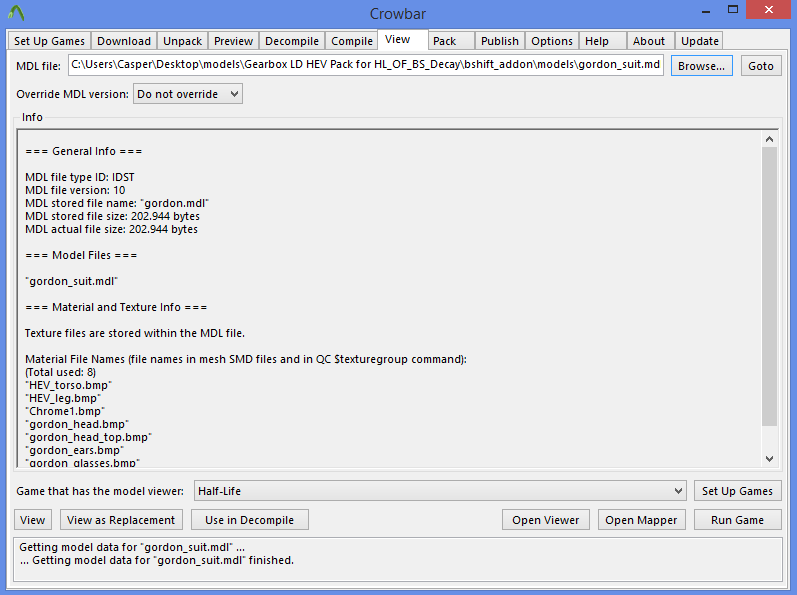 Crowbar
Set Up Games Download Unpack Preview Decompile Compile View Pack Publish Options Help About Update
MDL file: C:\Users\Casper\Desktop\models\Gearbox LD HEV Pack for HL_OF_BS_Decay\bshift_addon\models\gordon_suit.md Browse... Goto
Override MDL version: Do not override
Info
=== General Info ===
MDL file type ID: IDST
MDL file version: 10
MDL stored file name: "gordon.mdl"
MDL stored file size: 202.944 bytes
MDL actual file size: 202.944 bytes
=== Model Files ===
"gordon_suit.mdl"
=== Material and Texture Info ===
Texture files are stored within the MDL file.
Material File Names (file names in mesh SMD files and in QC $texturegroup command):
(Total used: 8)
"HEV_torso.bmp"
"HEV_leg.bmp"
"Chrome1.bmp"
"gordon_head.bmp"
"gordon_head_top.bmp"
"gordon_ears.bmp"
"gordon_glasses.bmp"
Game that has the model viewer: Half-Life Set Up Games
View View as Replacement Use in Decompile Open Viewer Open Mapper Run Game
Getting model data for "gordon_suit.mdl" ...
... Getting model data for "gordon_suit.mdl" finished.